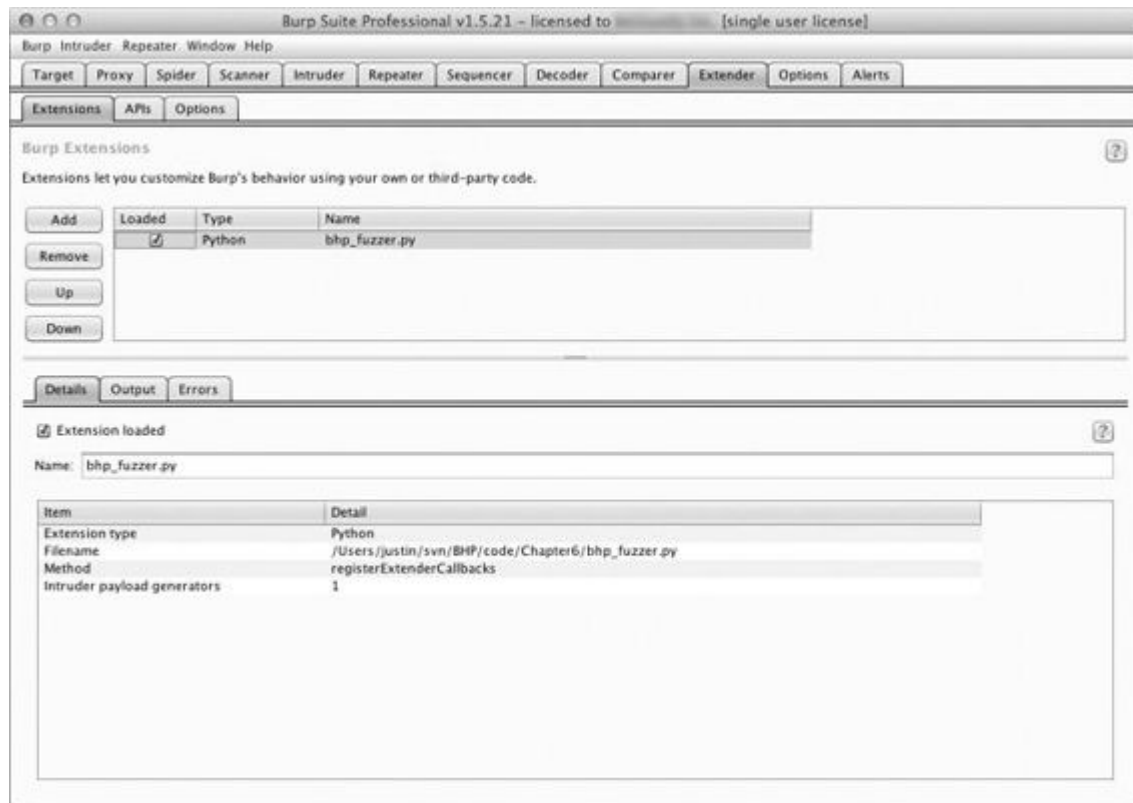 Burp Suite Professional v1.5.21 - licensed to [single user license]
Burp Intruder Repeater Window Help
Target Proxy Spider Scanner Intruder Repeater Sequencer Decoder Comparer Extender Options Alerts
Extensions APIs Options
Burp Extensions
?
Extensions let you customize Burp's behavior using your own or third-party code.
Add Loaded Type Name
Python bhp_fuzzer.py
Remove
Up
Down
Details Output Errors
Extension loaded
?
Name: bhp_fuzzer.py
Item Detail
Extension type Python
Filename /Users/justin/svn/BHP/code/Chapter6/bhp_fuzzer.py
Method registerExtenderCallbacks
Intruder payload generators 1